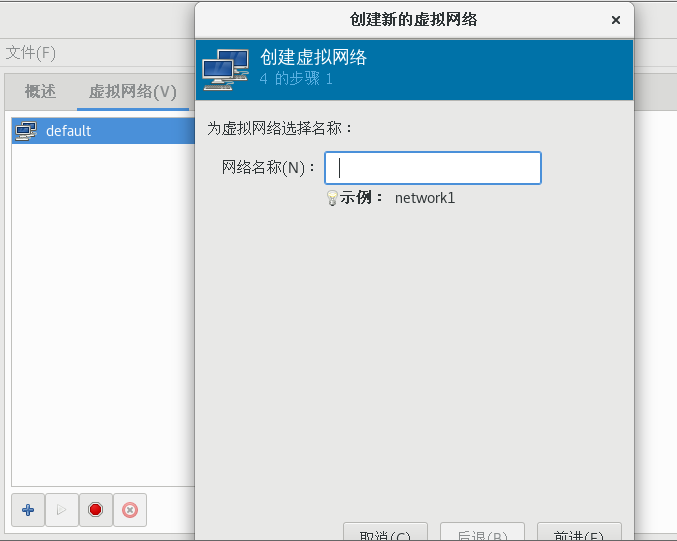 创建新的虚拟网络
文件(F)
创建虚拟网络
4 的步骤 1
概述
虚拟网络(V)
default
为虚拟网络选择名称：
网络名称(N)：
示例： network1
取消(C)
后退(B)
前进(F)